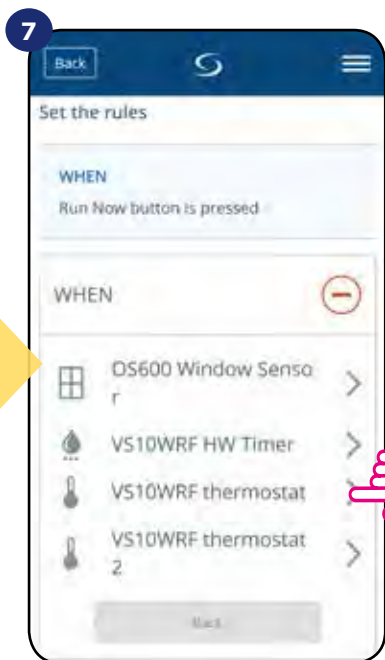 7
Back
Set the rules
WHEN
Run Now button is pressed
WHEN
OS600 Window Senso
r
VS10WRF HW Timer
VS10WRF thermostat
VS10WRF thermostat
2
Back